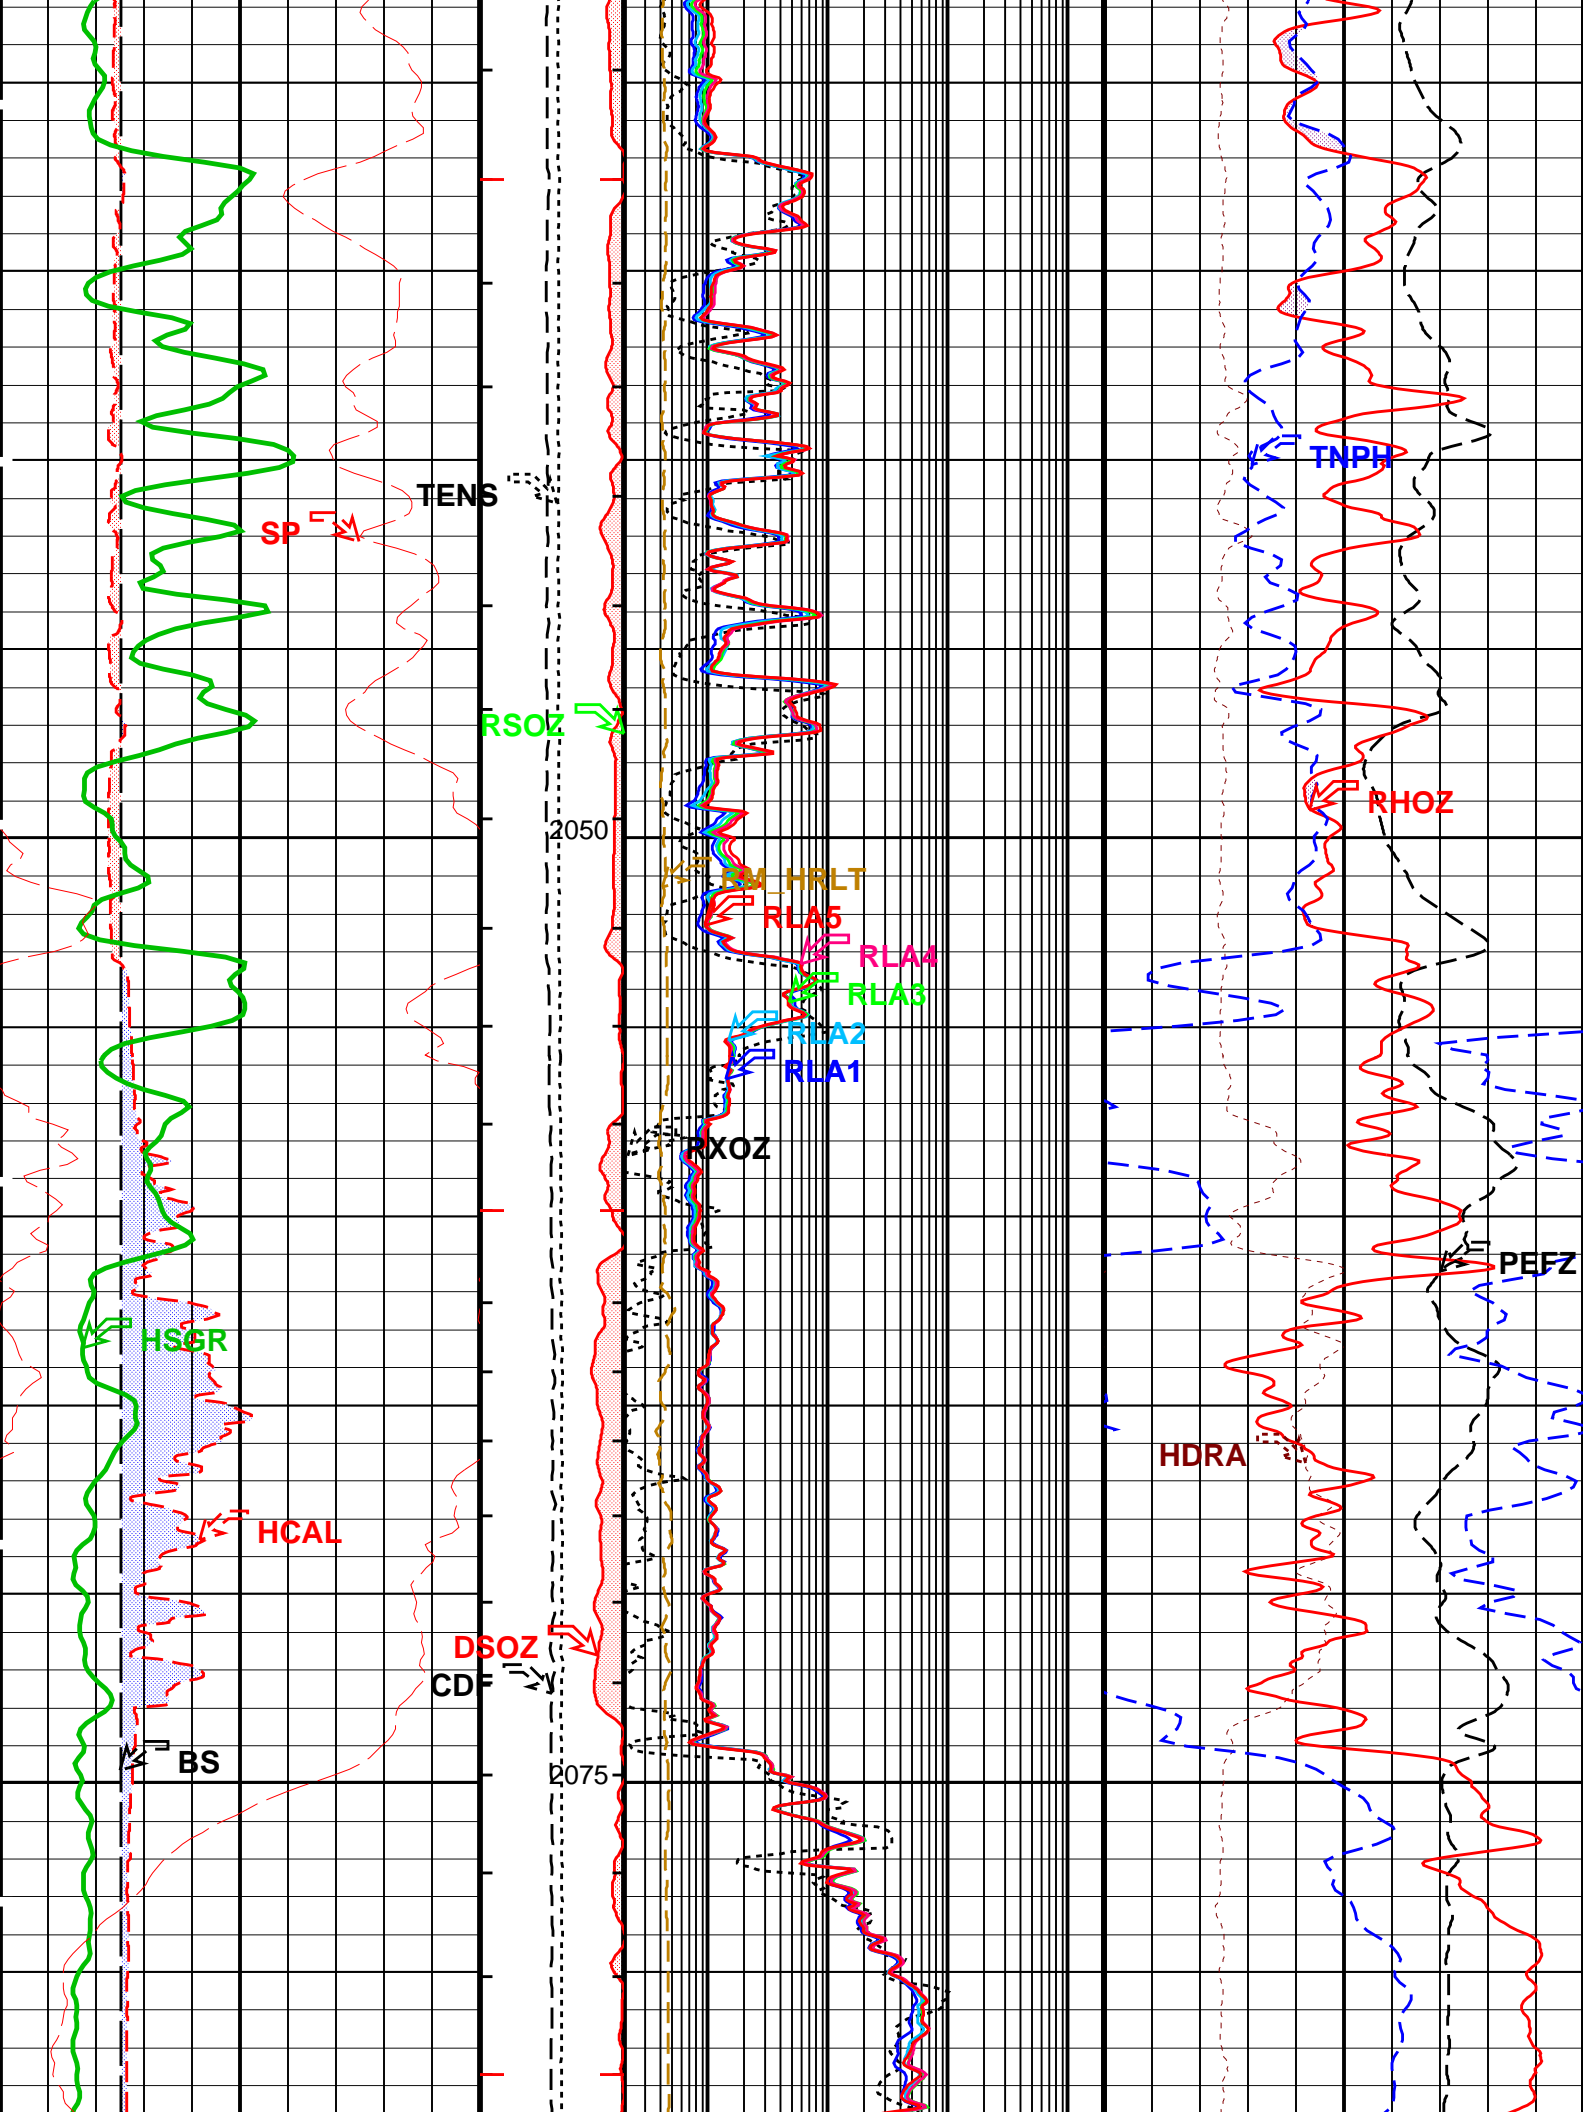 TNPH
TENS
SP
RSOZ
RHOZ
2050
RM_HRLT
RLA5
RLA4
RLA3
RLA2
RLA1
RXOZ
PEFZ
HSGR
HDRA
HCAL
DSOZ
CDF
BS
2075